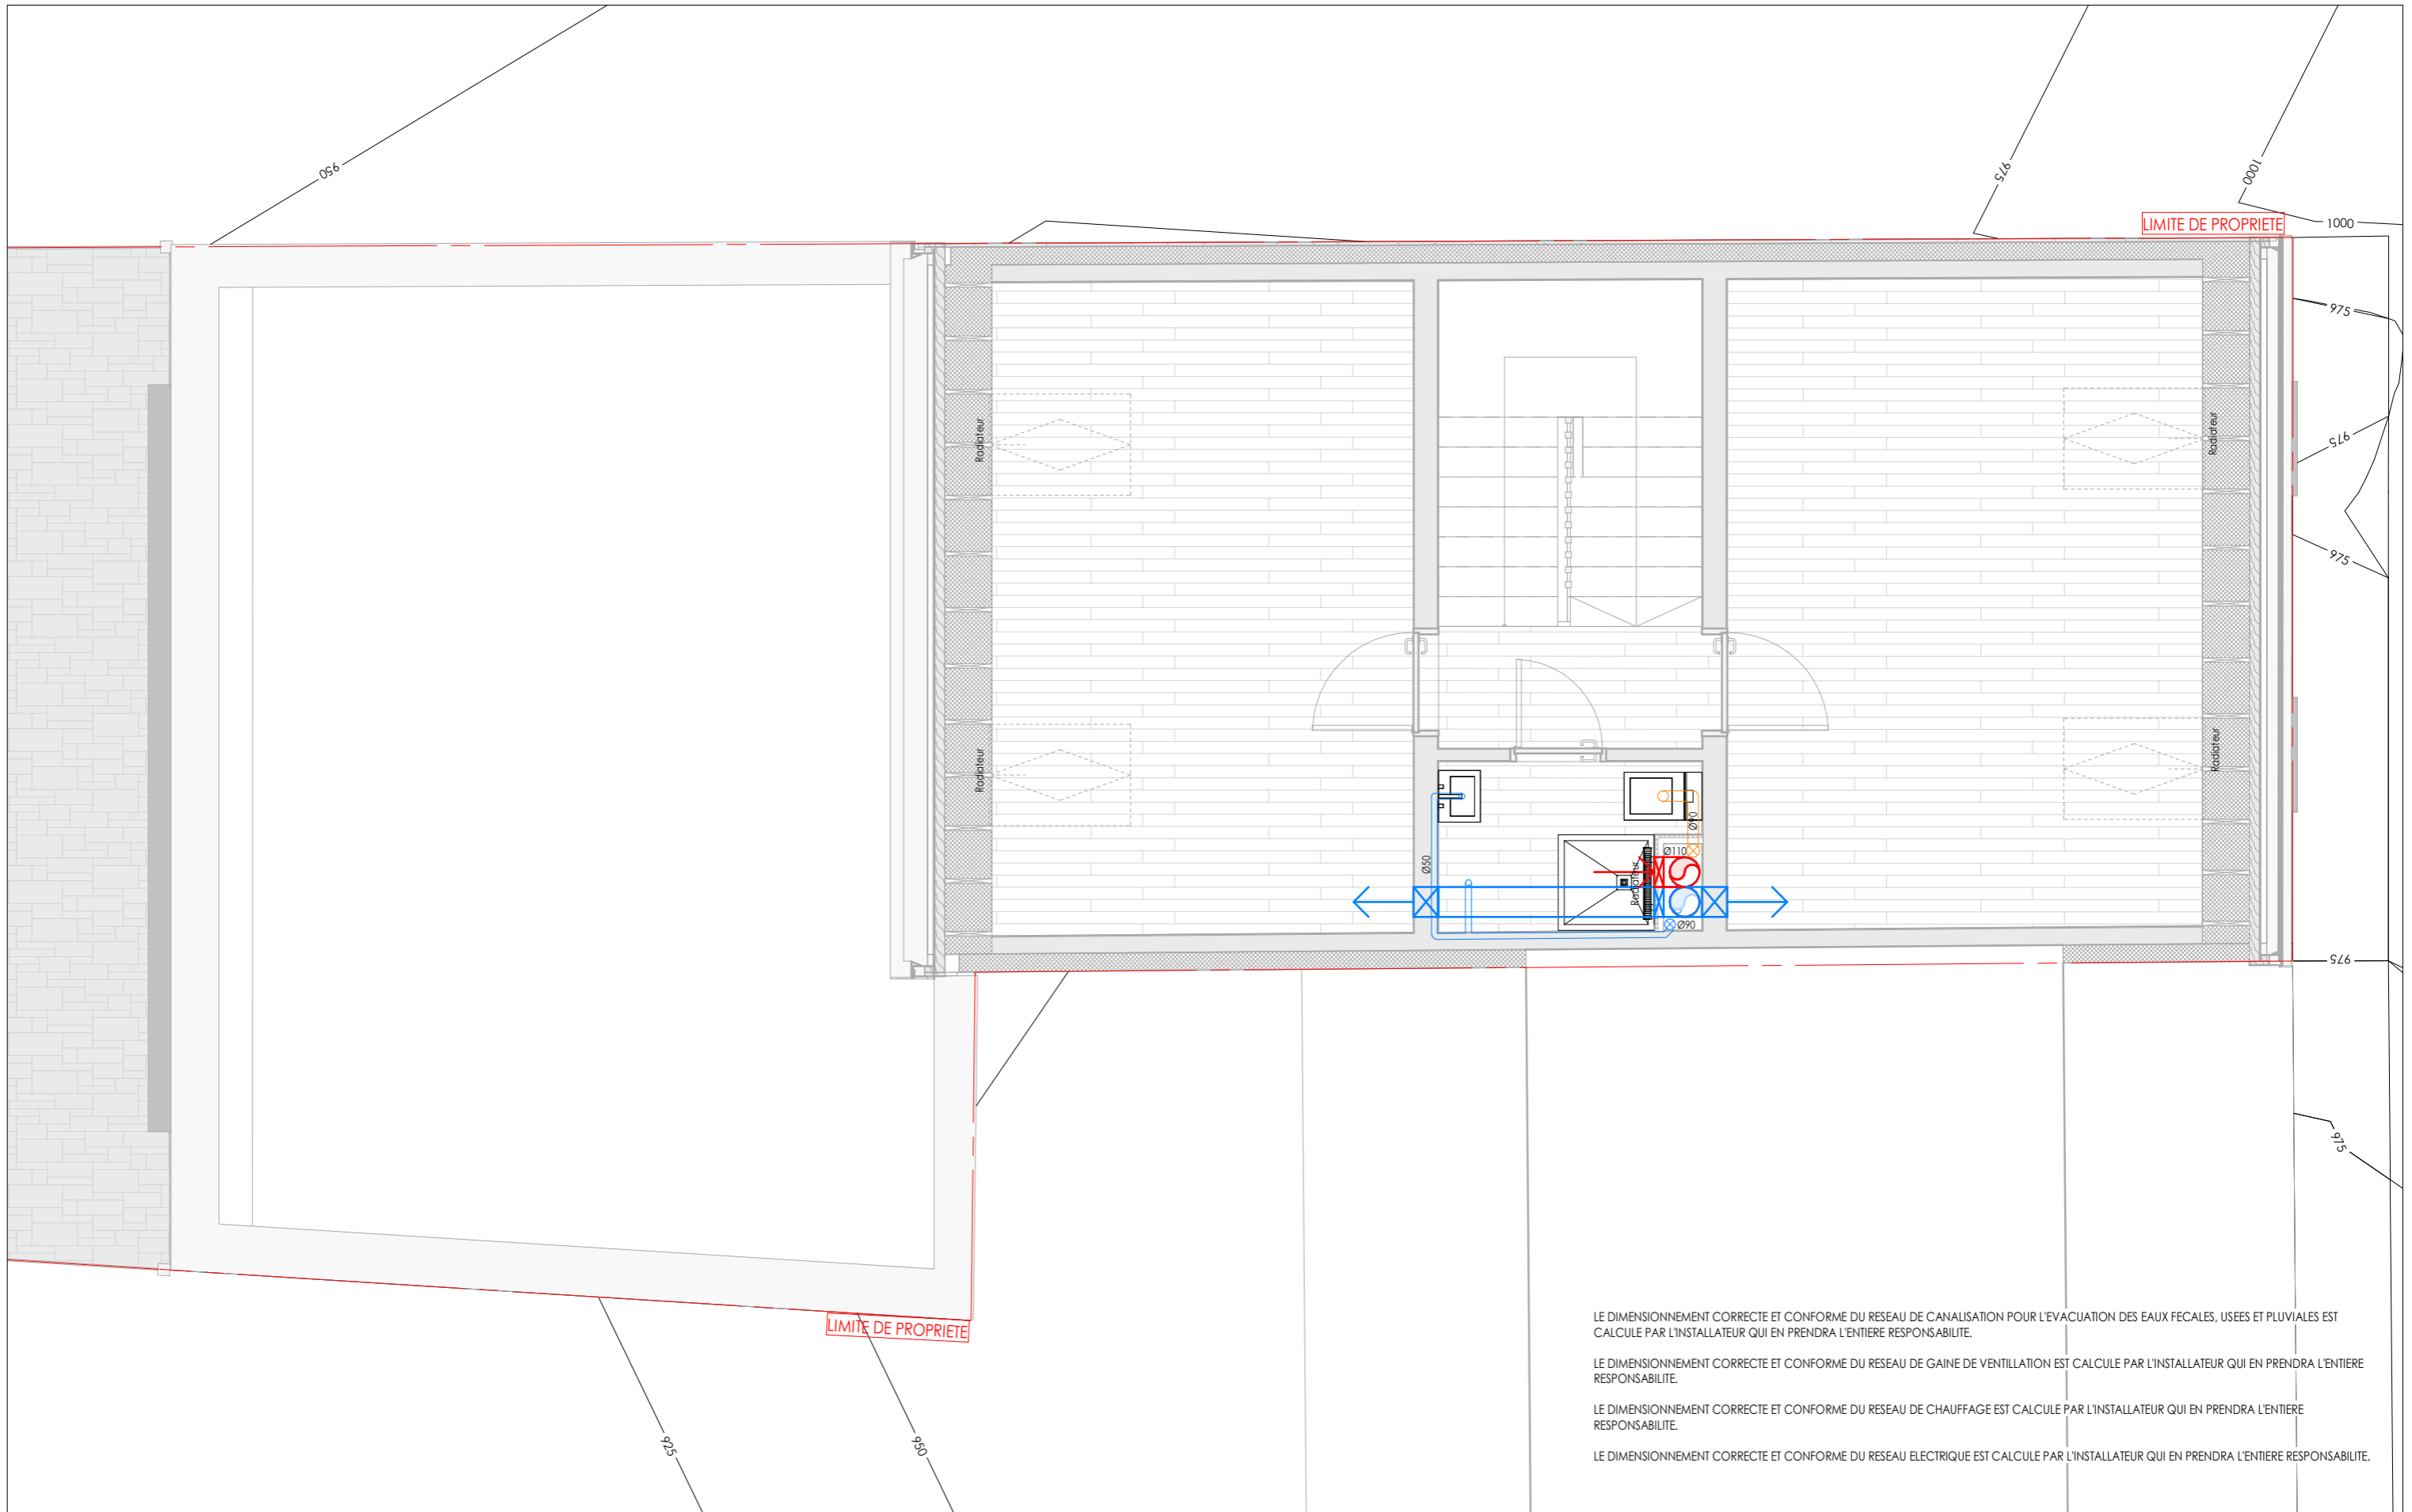 950
975
1000
1000
LIMITE DE PROPRIETE
975
975
975
Radiateur
Radiateur
Radiateur
Radiateur
Ø90
Ø110
Ø50
Radiateur
Ø90
975
975
LIMITE DE PROPRIETE
925
950
LE DIMENSIONNEMENT CORRECTE ET CONFORME DU RESEAU DE CANALISATION POUR L'EVACUATION DES EAUX FECALES, USEES ET PLUVIALES EST
CALCULE PAR L'INSTALLATEUR QUI EN PRENDRA L'ENTIERE RESPONSABILITE.
LE DIMENSIONNEMENT CORRECTE ET CONFORME DU RESEAU DE GAINE DE VENTILLATION EST CALCULE PAR L'INSTALLATEUR QUI EN PRENDRA L'ENTIERE
RESPONSABILITE.
LE DIMENSIONNEMENT CORRECTE ET CONFORME DU RESEAU DE CHAUFFAGE EST CALCULE PAR L'INSTALLATEUR QUI EN PRENDRA L'ENTIERE
RESPONSABILITE.
LE DIMENSIONNEMENT CORRECTE ET CONFORME DU RESEAU ELECTRIQUE EST CALCULE PAR L'INSTALLATEUR QUI EN PRENDRA L'ENTIERE RESPONSABILITE.